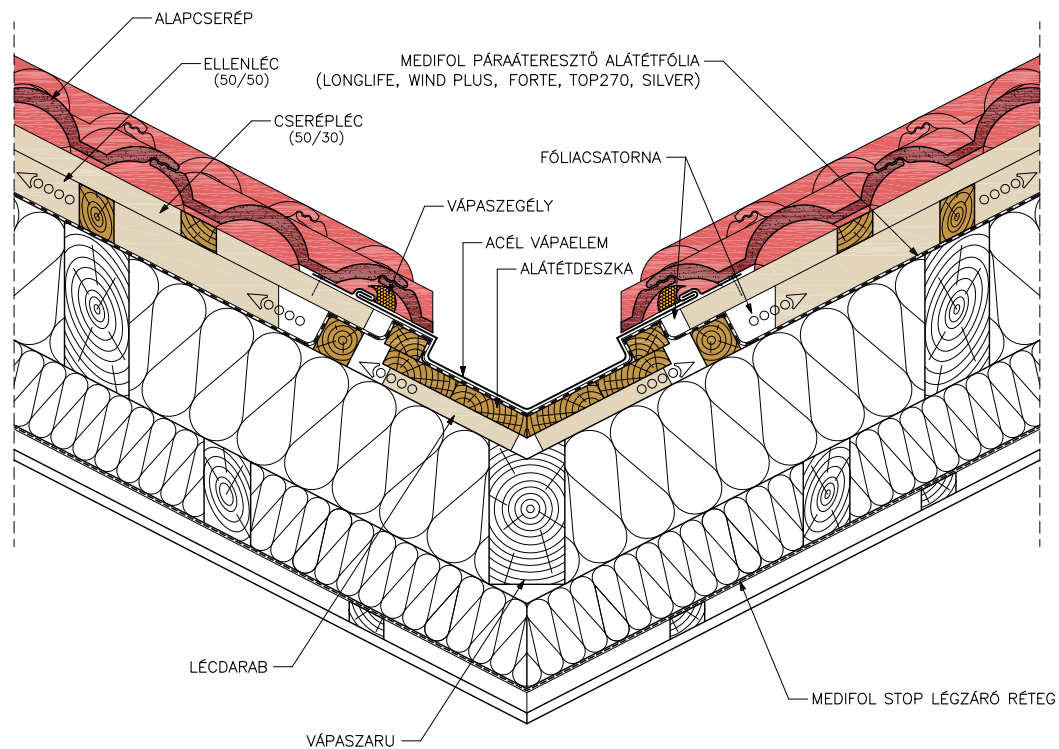 ALAPCSERÉP
ELLENLÉC
(50/50)
CSERÉPLÉC
(50/30)
MEDIFOL PÁRAÁTERESZTŐ ALÁTÉTFÓLIA
(LONGLIFE, WIND PLUS, FORTE, TOP270, SILVER)
FÓLIACSATORNA
VÁPASZEGÉLY
ACÉL VÁPAELEM
ALÁTÉTDESZKA
LÉCDARAB
VÁPASZARU
MEDIFOL STOP LÉGZÁRÓ RÉTEG